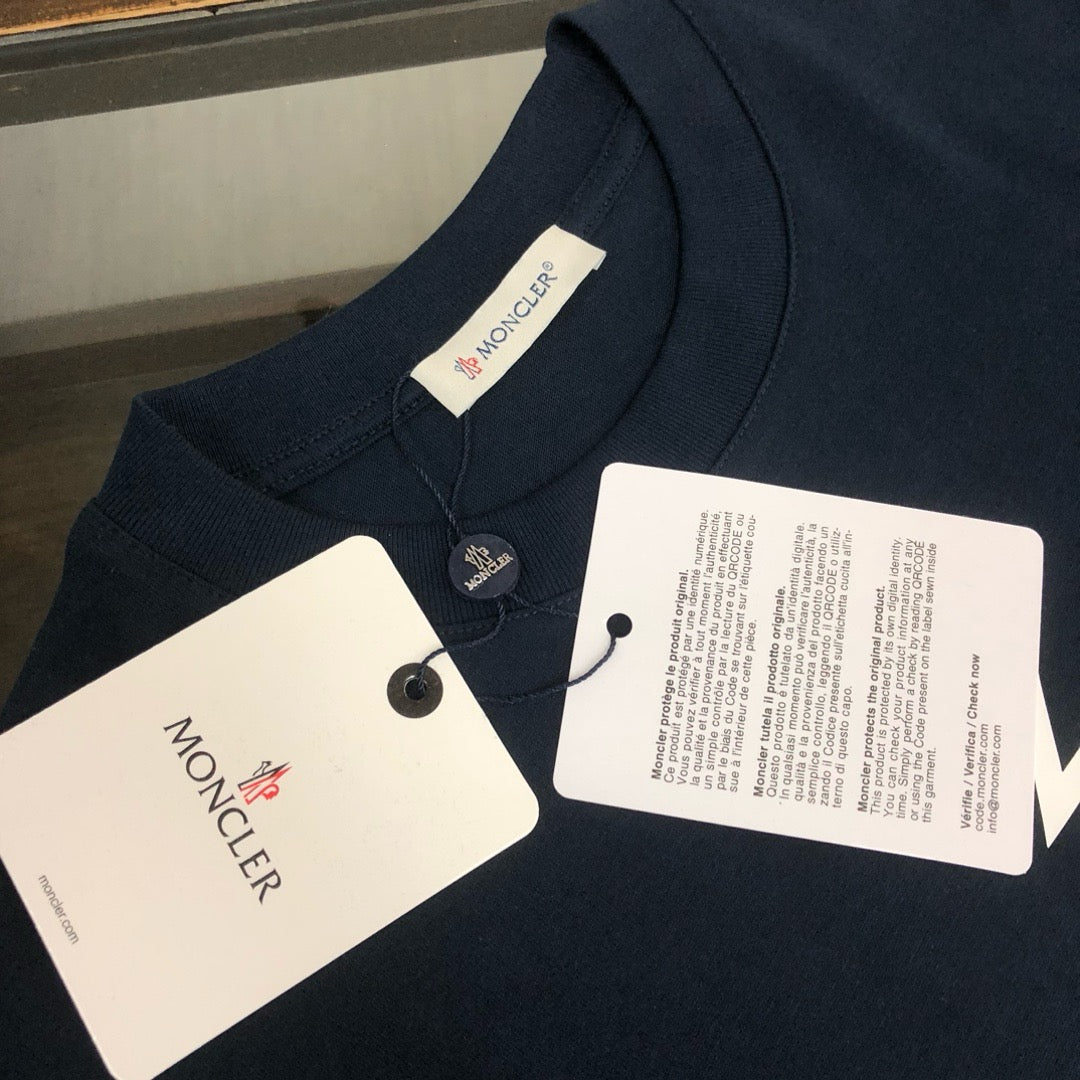 MONCLER®
MONCLER
MONCLER
moncler.com
Moncler protège le produit original.
Ce produit est protégé par une identité numérique.
Vous pouvez vérifier à tout moment l'authenticité,
la qualité et la provenance du produit en effectuant
un simple contrôle par la lecture du QRCODE ou
par le biais du Code se trouvant sur l'étiquette cou-
sue à l'intérieur de cette pièce.
Moncler tutela il prodotto originale.
Questo prodotto è tutelato da un'identità digitale.
In qualsiasi momento può verificare l'autenticità, la
qualità e la provenienza del prodotto facendo un
semplice controllo, leggendo il QRCODE o utiliz-
zando il Codice presente sull'etichetta cucita all'in-
terno di questo capo.
Moncler protects the original product.
This product is protected by its own digital identity.
You can check your product information at any
time. Simply perform a check by reading QRCODE
or using the Code present on the label sewn inside
this garment.
Vérifie / Verifica / Check now
code.moncler.com
info@moncler.com